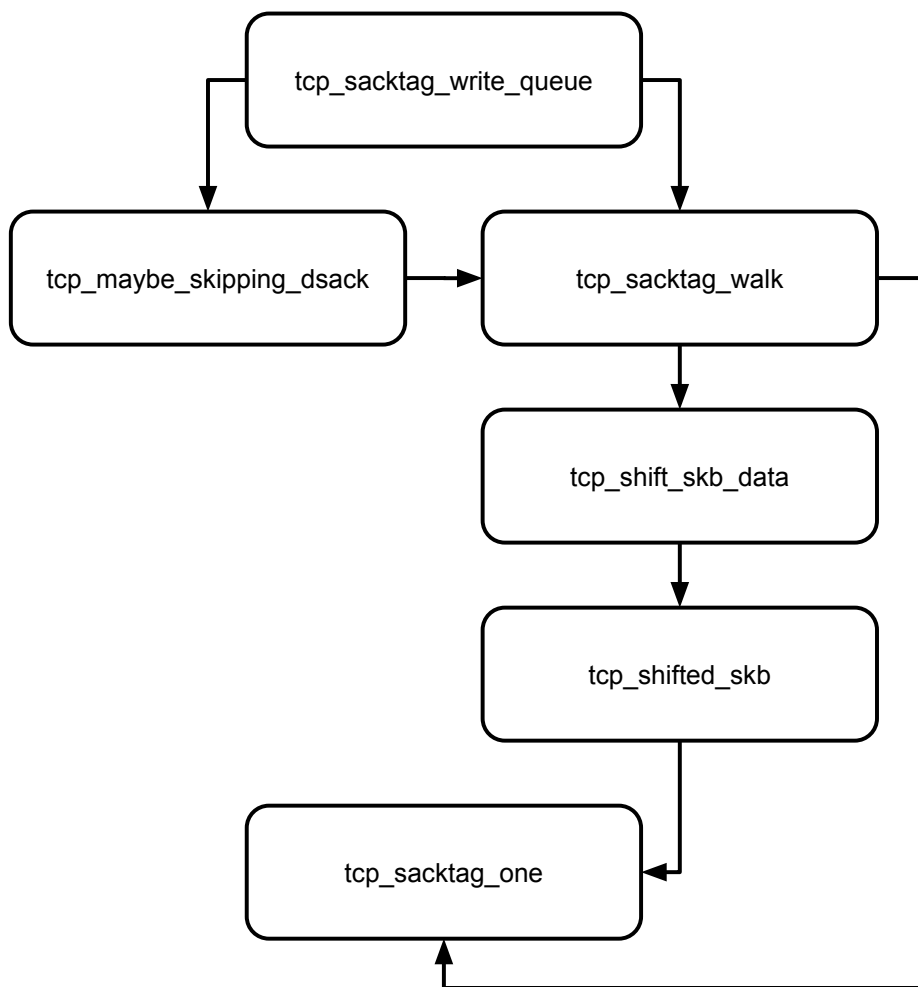 tcp_sacktag_write_queue
tcp_maybe_skipping_dsack
tcp_sacktag_walk
tcp_shift_skb_data
tcp_shifted_skb
tcp_sacktag_one